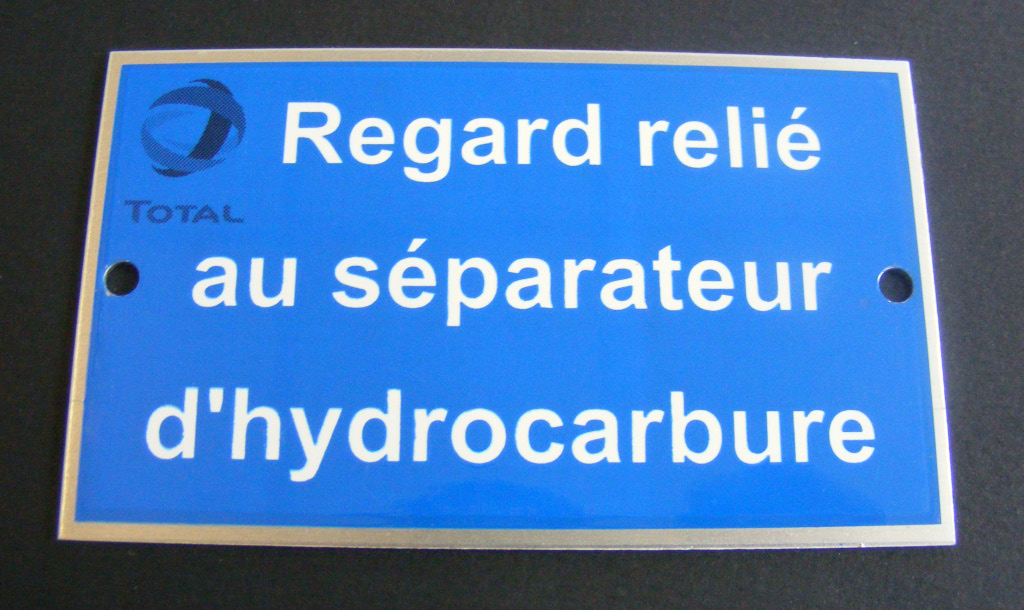 Regard relié
TOTAL
au séparateur
d'hydrocarbure